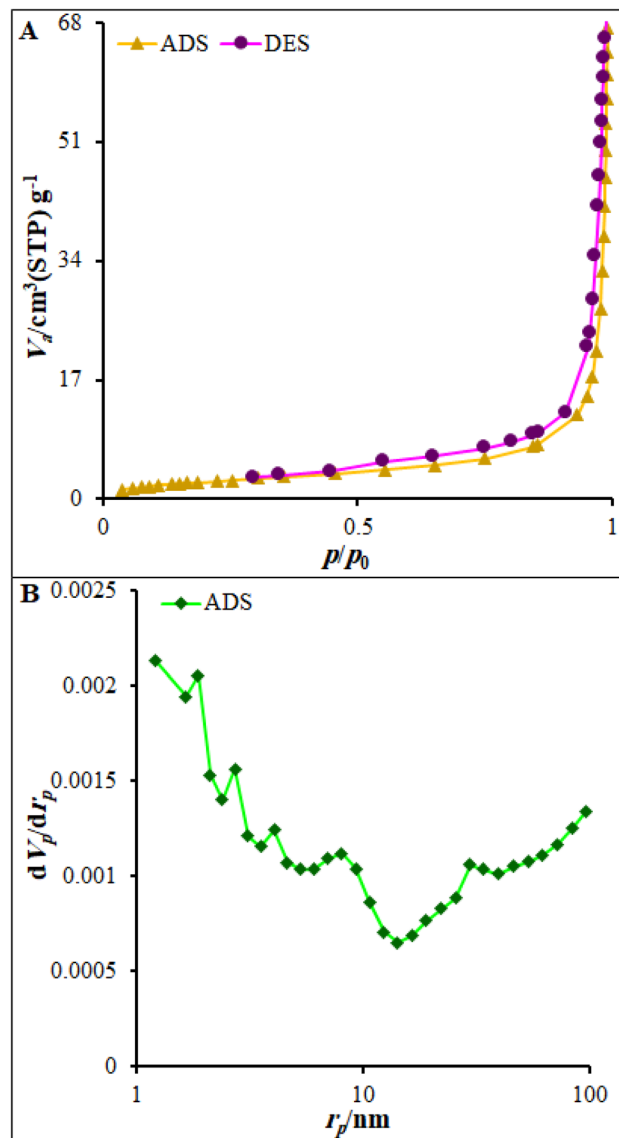 A
ADS DES
68
51
34
17
0
Vₐ/cm³(STP) g⁻¹
0 0.5 1
p/p₀
B
ADS
0.0025
0.002
0.0015
0.001
0.0005
0
dVₚ/drₚ
1 10 100
rₚ/nm